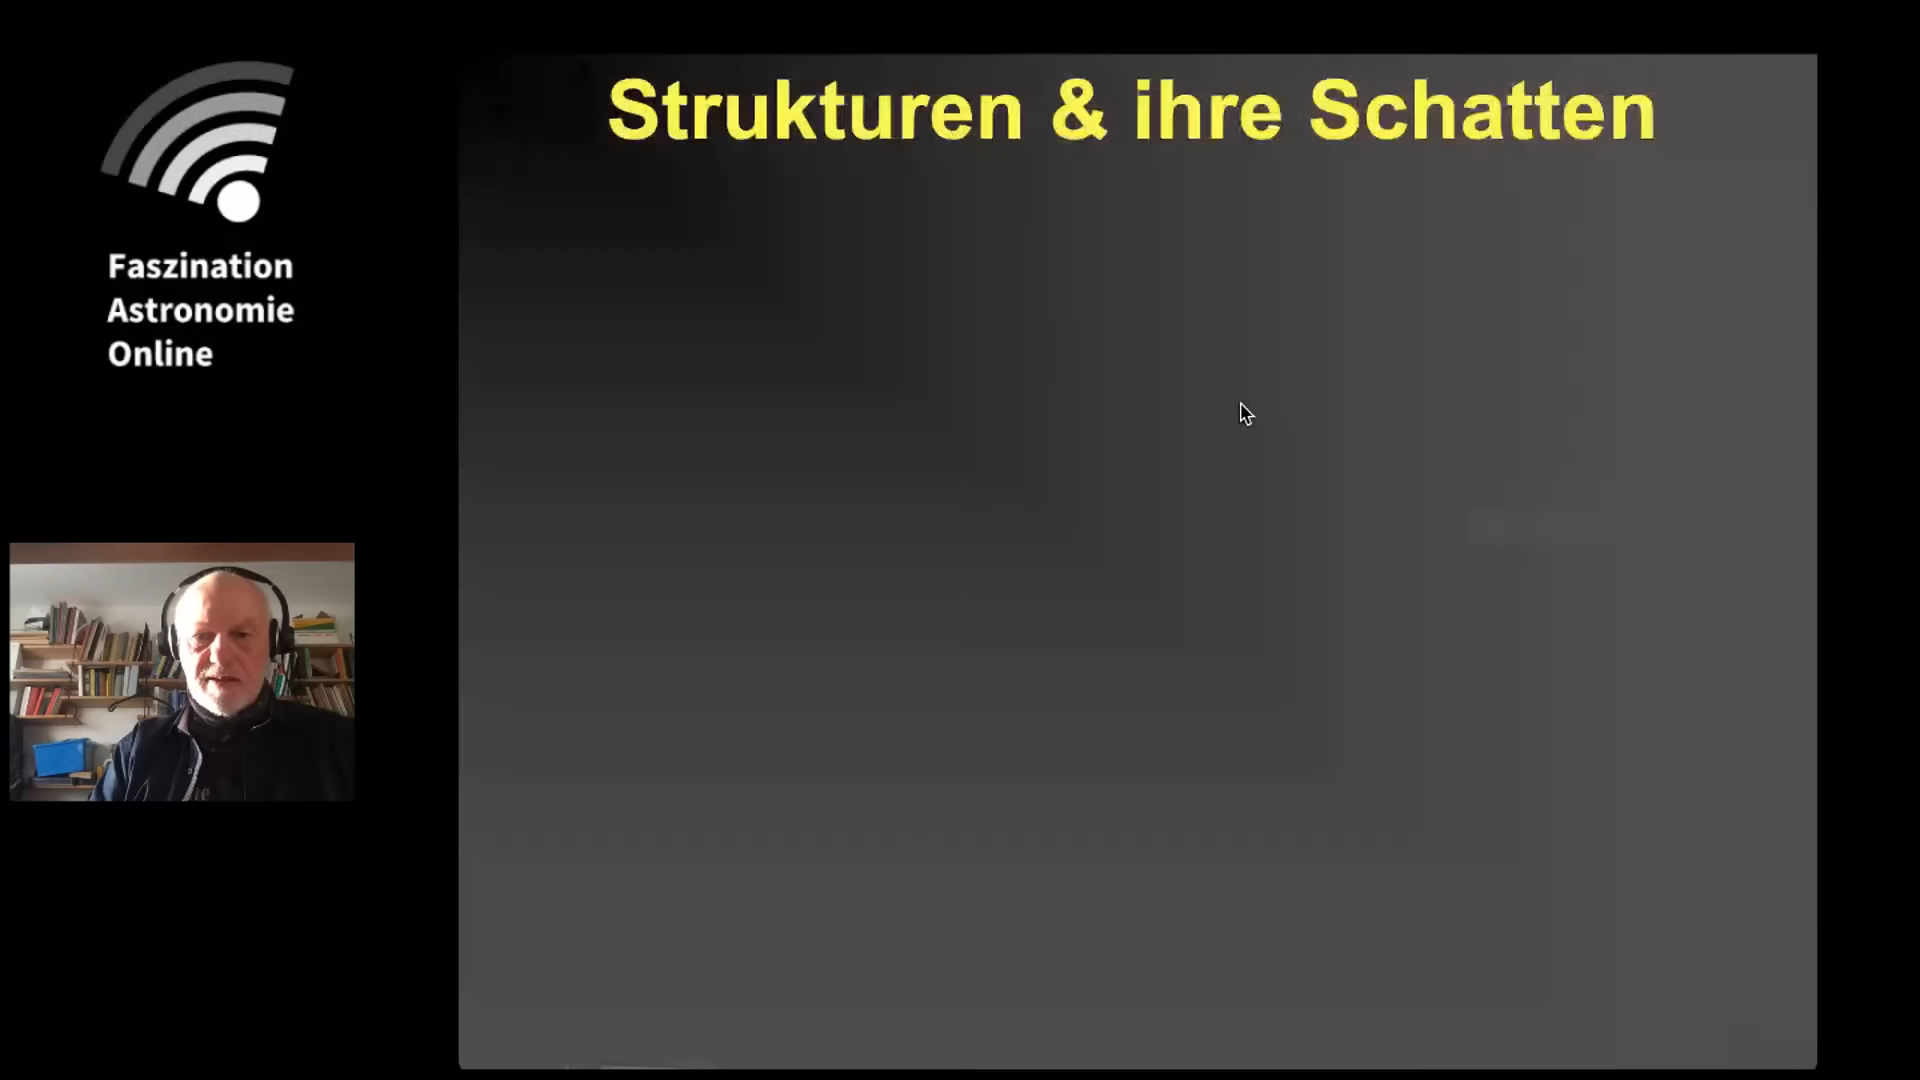 Strukturen & ihre Schatten
Faszination
Astronomie
Online